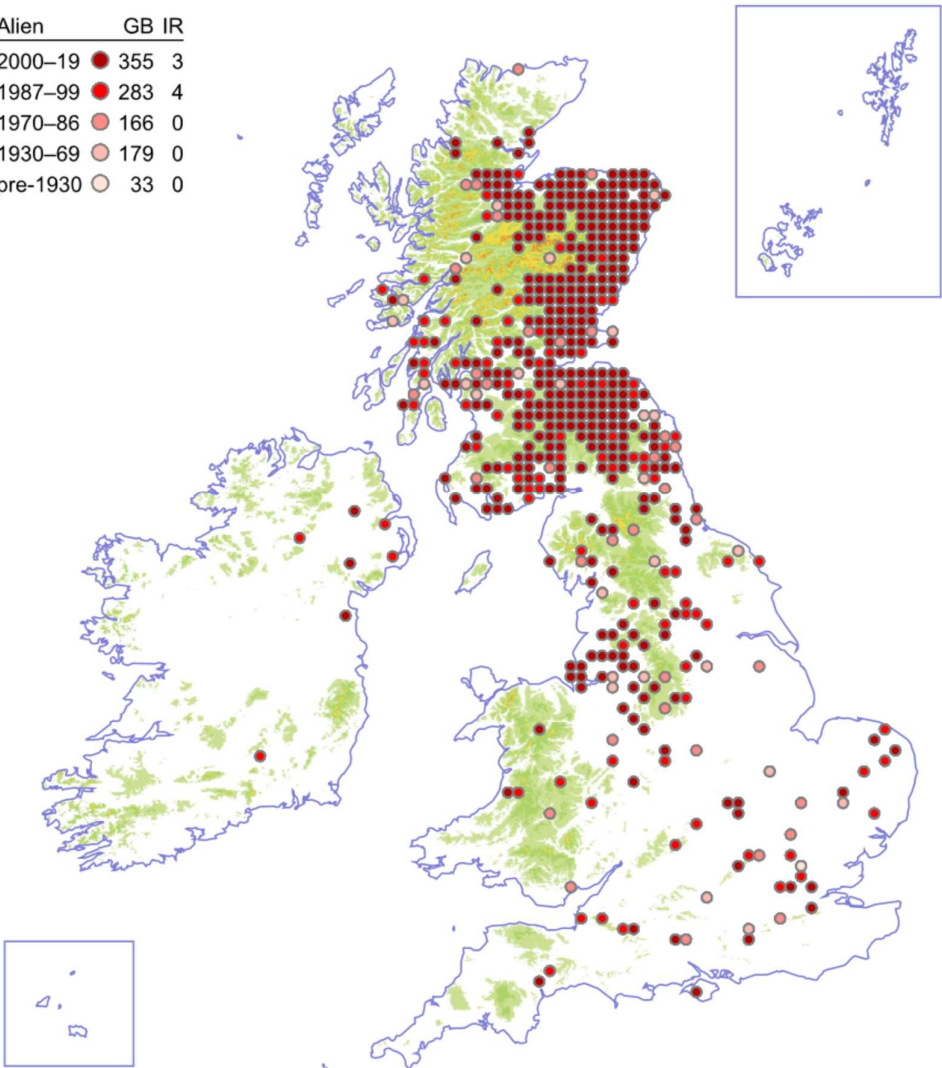 Alien GB IR
2000–19 355 3
1987–99 283 4
1970–86 166 0
1930–69 179 0
pre-1930 33 0